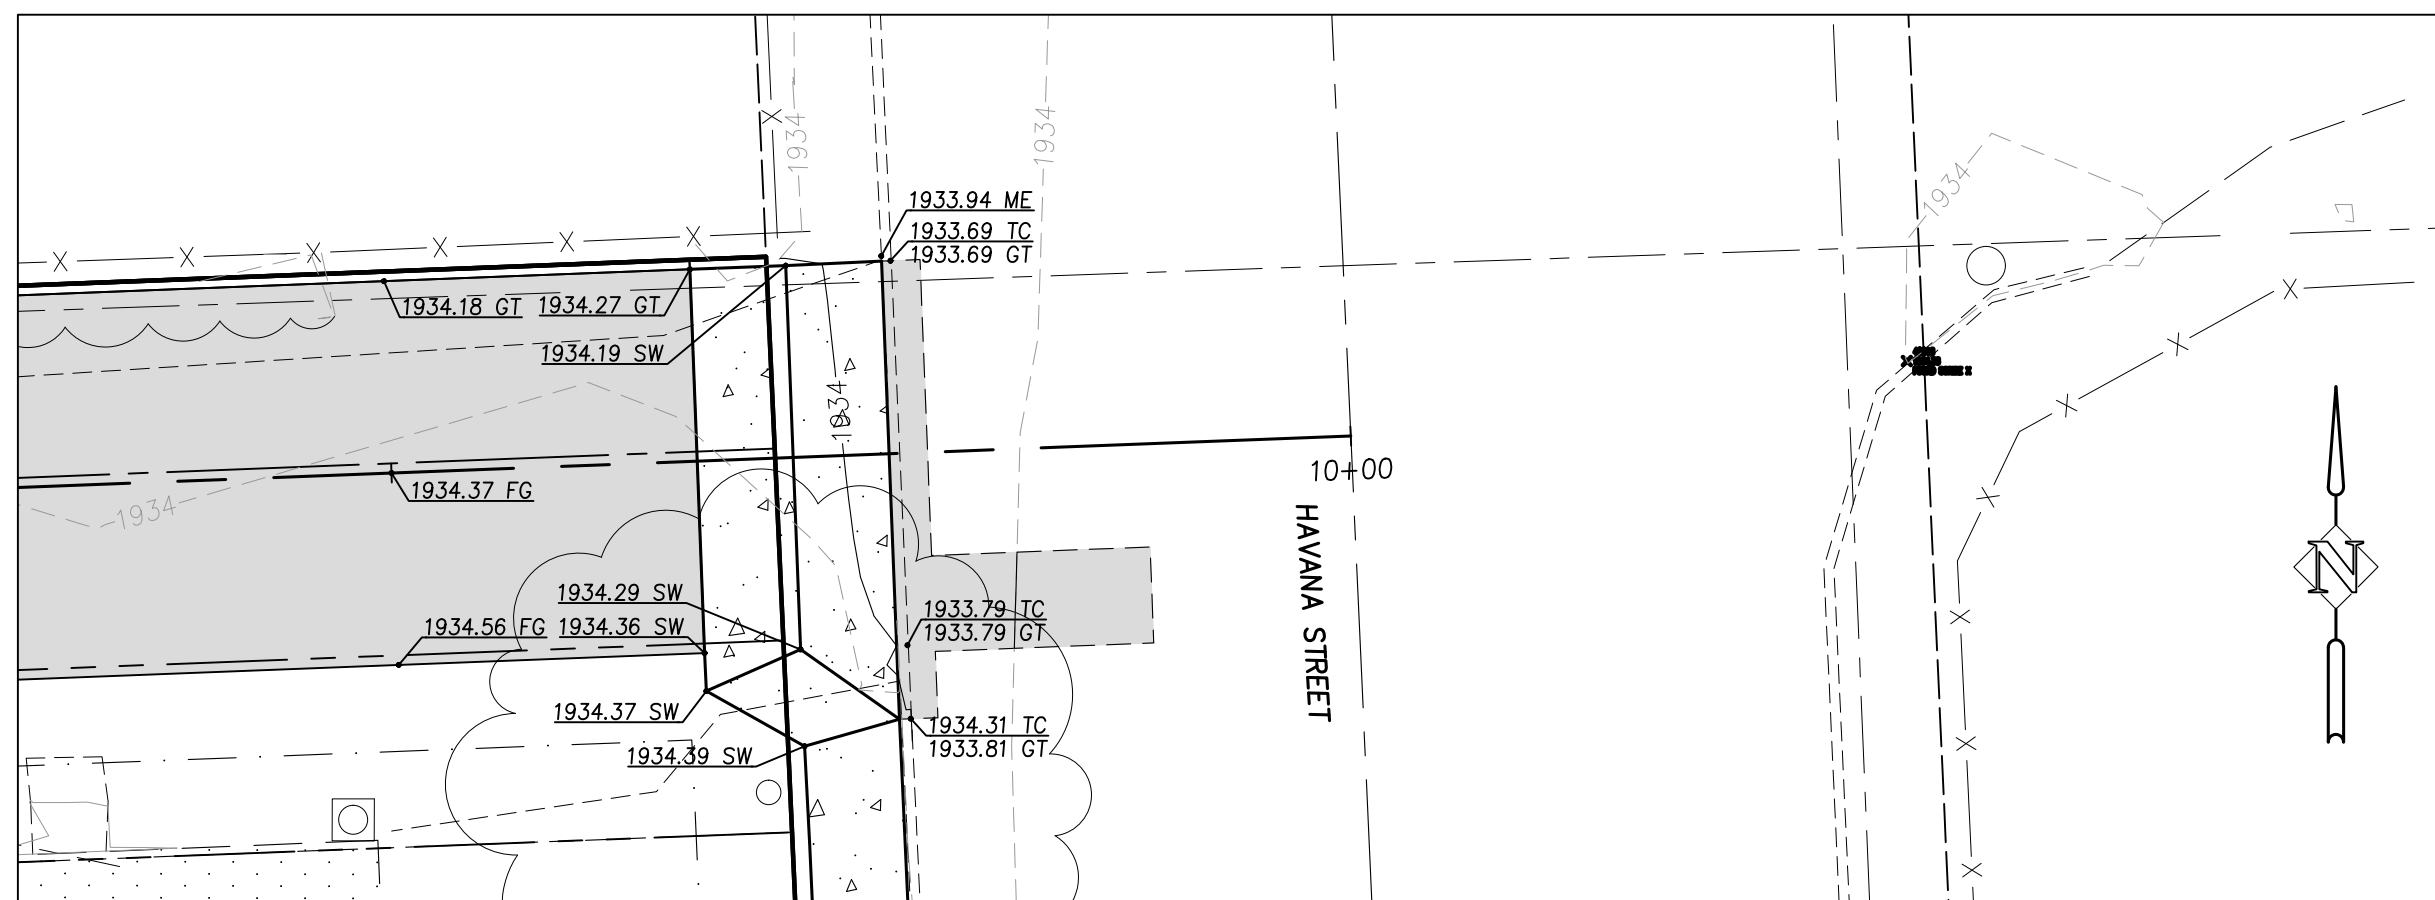 1934
1934
1934
1933.94 ME
1933.69 TC
1933.69 GT
1934.18 GT
1934.27 GT
1934.19 SW
1934
10+00
1934.37 FG
1934
HAVANA STREET
N
1934.29 SW
1934.56 FG
1934.36 SW
1933.79 TC
1933.79 GT
1934.37 SW
1934.31 TC
1933.81 GT
1934.39 SW